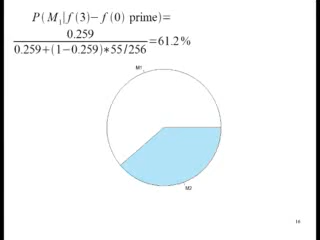 P(M₁|f(3)−f(0) prime)=
0.259
0.259+(1−0.259)*55/256
=61.2%
M1
M2
16